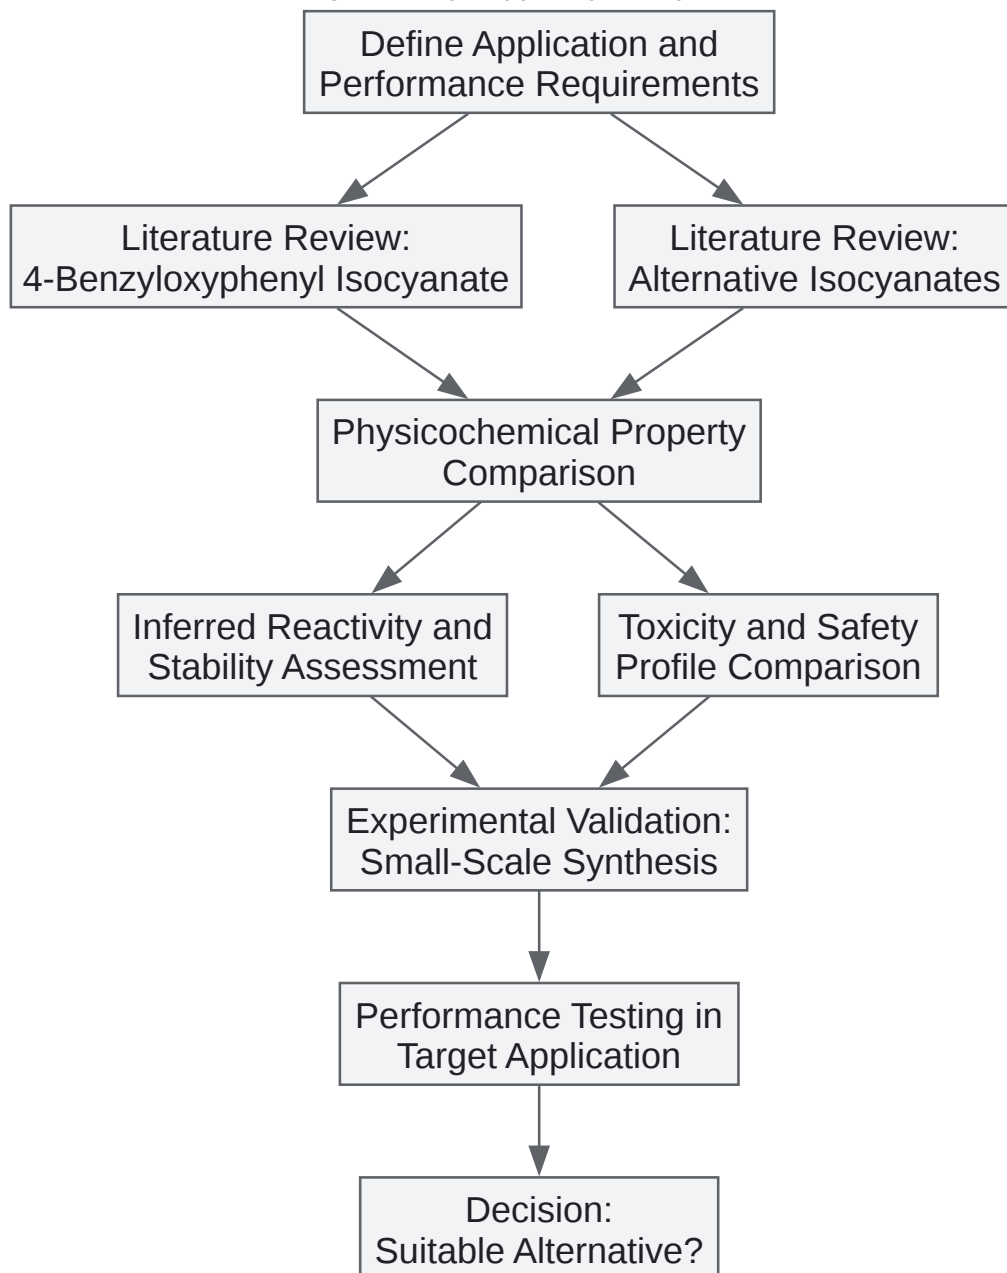 Define Application and
Performance Requirements
Literature Review:
4-Benzyloxyphenyl Isocyanate
Literature Review:
Alternative Isocyanates
Physicochemical Property
Comparison
Inferred Reactivity and
Stability Assessment
Toxicity and Safety
Profile Comparison
Experimental Validation:
Small-Scale Synthesis
Performance Testing in
Target Application
Decision:
Suitable Alternative?